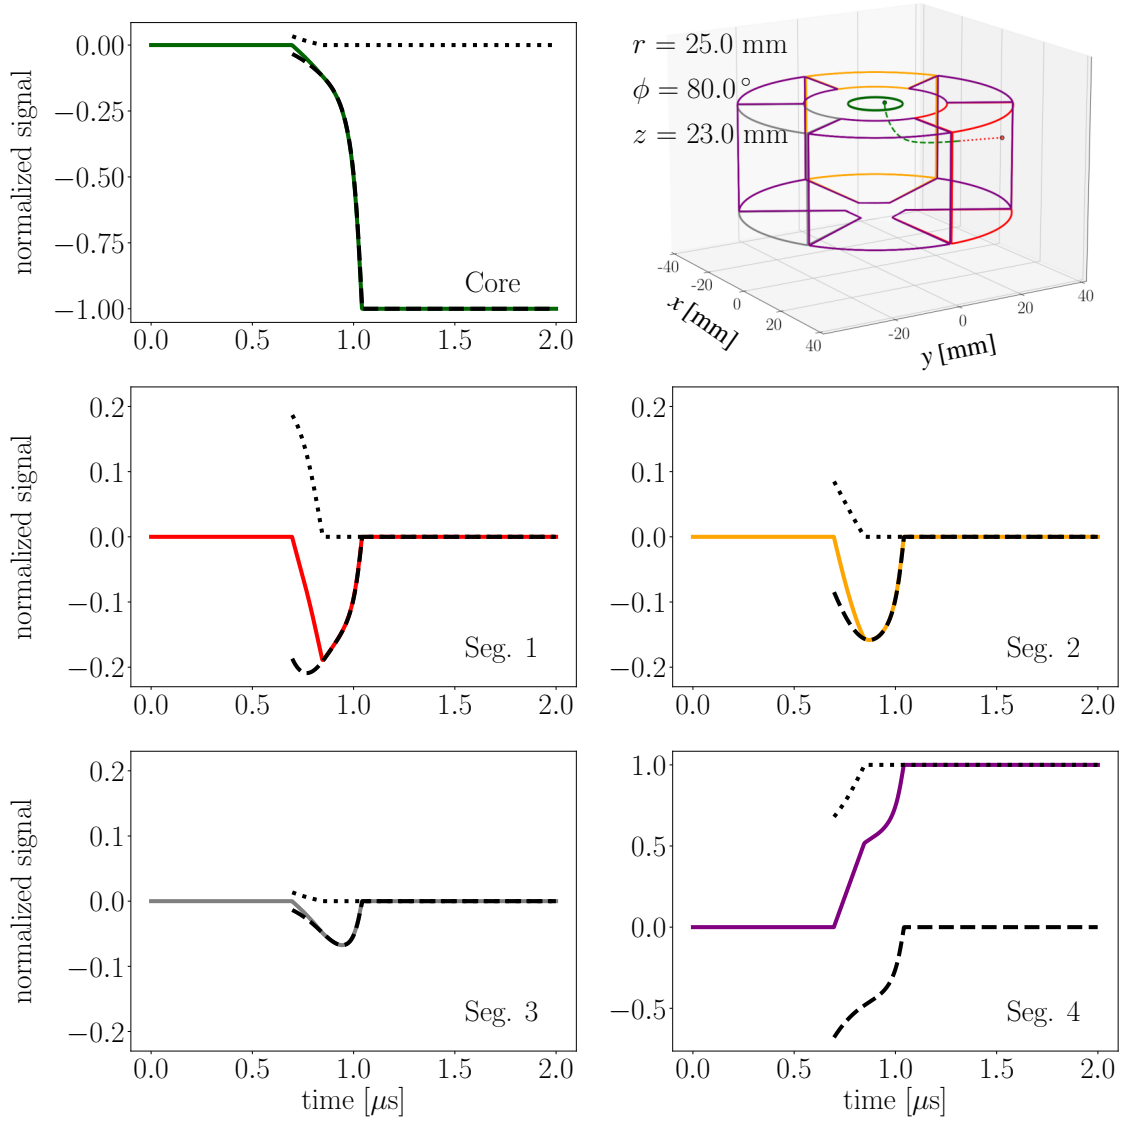 0.00
−0.25
−0.50
−0.75
−1.00
normalized signal
Core
0.0 0.5 1.0 1.5 2.0
r = 25.0 mm
ϕ = 80.0°
z = 23.0 mm
-40
-20
0
20
40
x [mm]
-20
0
20
40
y [mm]
0.2
0.1
0.0
−0.1
−0.2
normalized signal
Seg. 1
0.0 0.5 1.0 1.5 2.0
0.2
0.1
0.0
−0.1
−0.2
Seg. 2
0.0 0.5 1.0 1.5 2.0
0.2
0.1
0.0
−0.1
−0.2
normalized signal
Seg. 3
0.0 0.5 1.0 1.5 2.0
time [μs]
1.0
0.5
0.0
−0.5
Seg. 4
0.0 0.5 1.0 1.5 2.0
time [μs]